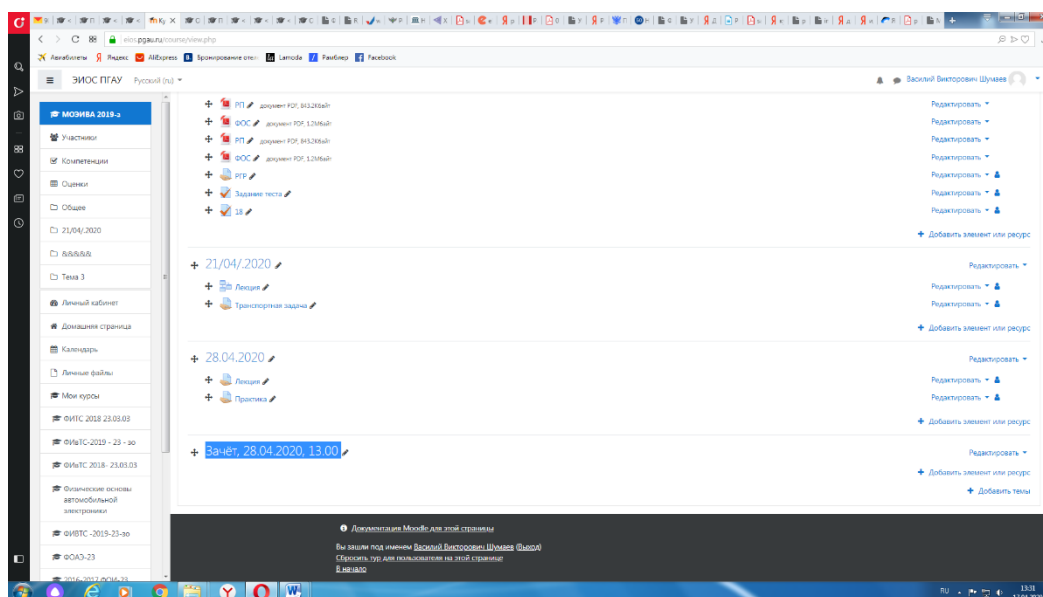 eios.pgau.ru/course/view.php
Авиабилеты Яндекс AliExpress Бронирование отел Lamoda Рамблер Facebook
ЭИОС ПГАУ Русский (ru) Василий Викторович Шумаев
МОЭИВА 2019-з
Участники
Компетенции
Оценки
Общее
21/04/.2020
&&&&&
Тема 3
Личный кабинет
Домашняя страница
Календарь
Личные файлы
Мои курсы
ФИТС 2018 23.03.03
ФИвТС-2019 - 23 - зо
ФИвТС 2018- 23.03.03
Физические основы
автомобильной
электроники
ФИВТС -2019-23-зо
ФОАЭ-23
РП документ PDF, 843.2Кбайт Редактировать
ФОС документ PDF, 1.2Мбайт Редактировать
РП документ PDF, 843.2Кбайт Редактировать
ФОС документ PDF, 1.2Мбайт Редактировать
РГР Редактировать
Задание теста Редактировать
18 Редактировать
Добавить элемент или ресурс
21/04/.2020 Редактировать
Лекция Редактировать
Транспортная задача Редактировать
Добавить элемент или ресурс
28.04.2020 Редактировать
Лекция Редактировать
Практика Редактировать
Добавить элемент или ресурс
Зачёт, 28.04.2020, 13.00 Редактировать
Добавить элемент или ресурс
Добавить темы
Документация Moodle для этой страницы
Вы зашли под именем Василий Викторович Шумаев (Выход)
Сбросить тур для пользователя на этой странице
В начало
RU 13:31